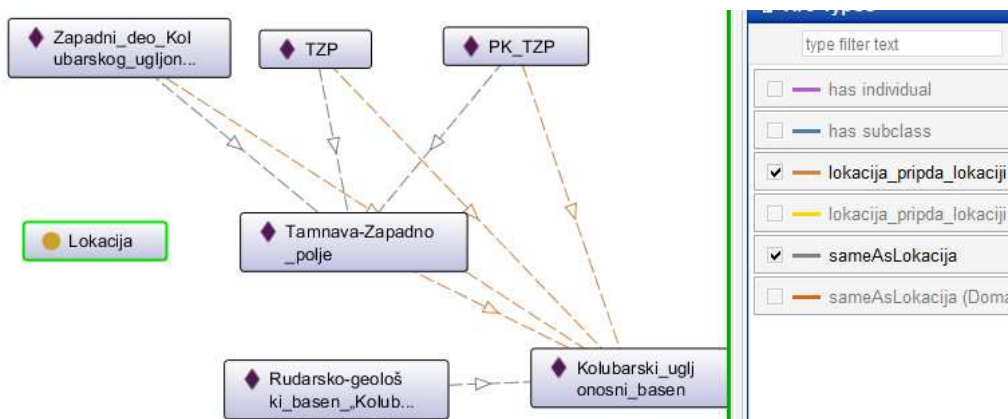 Zapadni_deo_Kol
ubarskog_ugljon...
TZP
PK_TZP
Lokacija
Tamnava-Zapadno
_polje
Rudarsko-geološ
ki_basen_„Kolub...
Kolubarski_uglj
onosni_basen
type filter text
has individual
has subclass
lokacija_pripda_lokaciji
lokacija_pripda_lokaciji
sameAsLokacija
sameAsLokacija (Doma